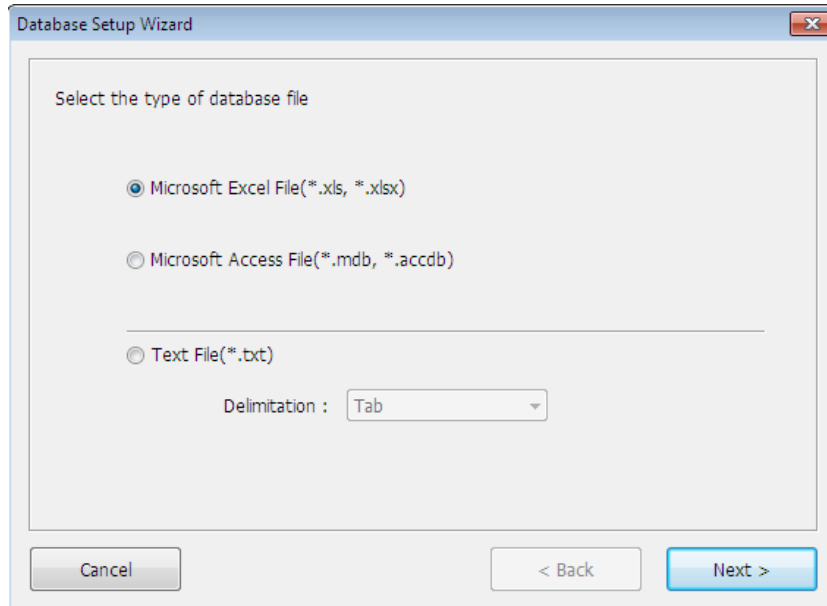 Database Setup Wizard
Select the type of database file
Microsoft Excel File(*.xls, *.xlsx)
Microsoft Access File(*.mdb, *.accdb)
Text File(*.txt)
Delimitation : Tab
Cancel < Back Next >